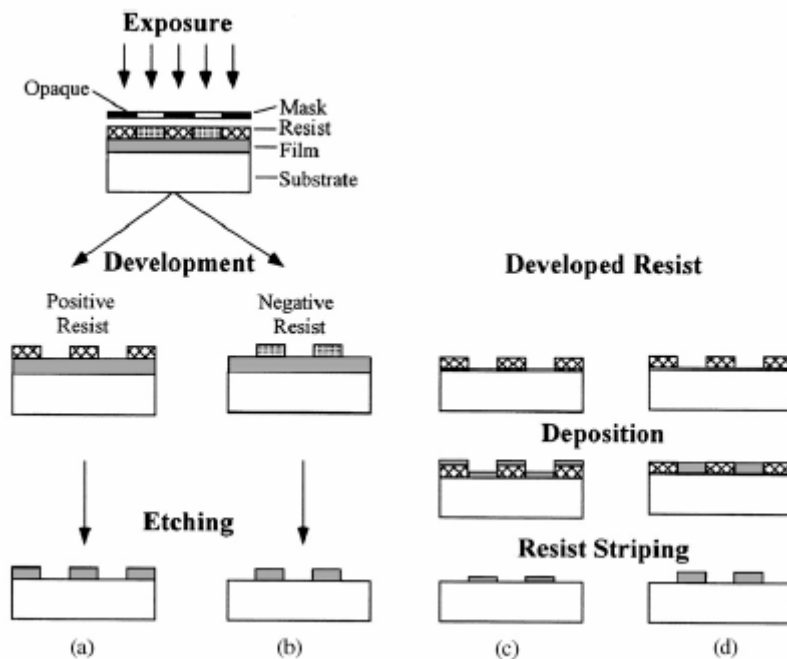 Exposure
Opaque
Mask
Resist
Film
Substrate
Development
Developed Resist
Positive
Resist
Negative
Resist
Deposition
Etching
Resist Striping
(a)
(b)
(c)
(d)